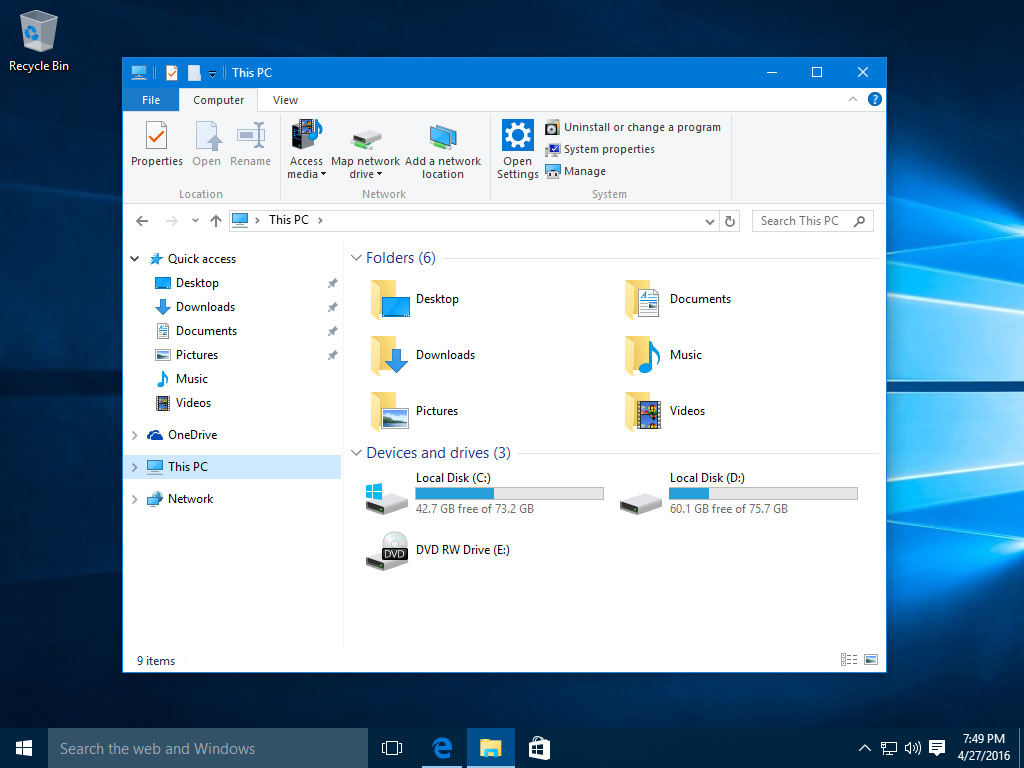 Recycle Bin
This PC
File
Computer
View
Properties
Open
Rename
Access
media
Map network
drive
Add a network
location
Open
Settings
Uninstall or change a program
System properties
Manage
Location
Network
System
This PC
Search This PC
Quick access
Desktop
Downloads
Documents
Pictures
Music
Videos
OneDrive
This PC
Network
Folders (6)
Desktop
Documents
Downloads
Music
Pictures
Videos
Devices and drives (3)
Local Disk (C:)
42.7 GB free of 73.2 GB
Local Disk (D:)
60.1 GB free of 75.7 GB
DVD
DVD RW Drive (E:)
9 items
Search the web and Windows
7:49 PM
4/27/2016